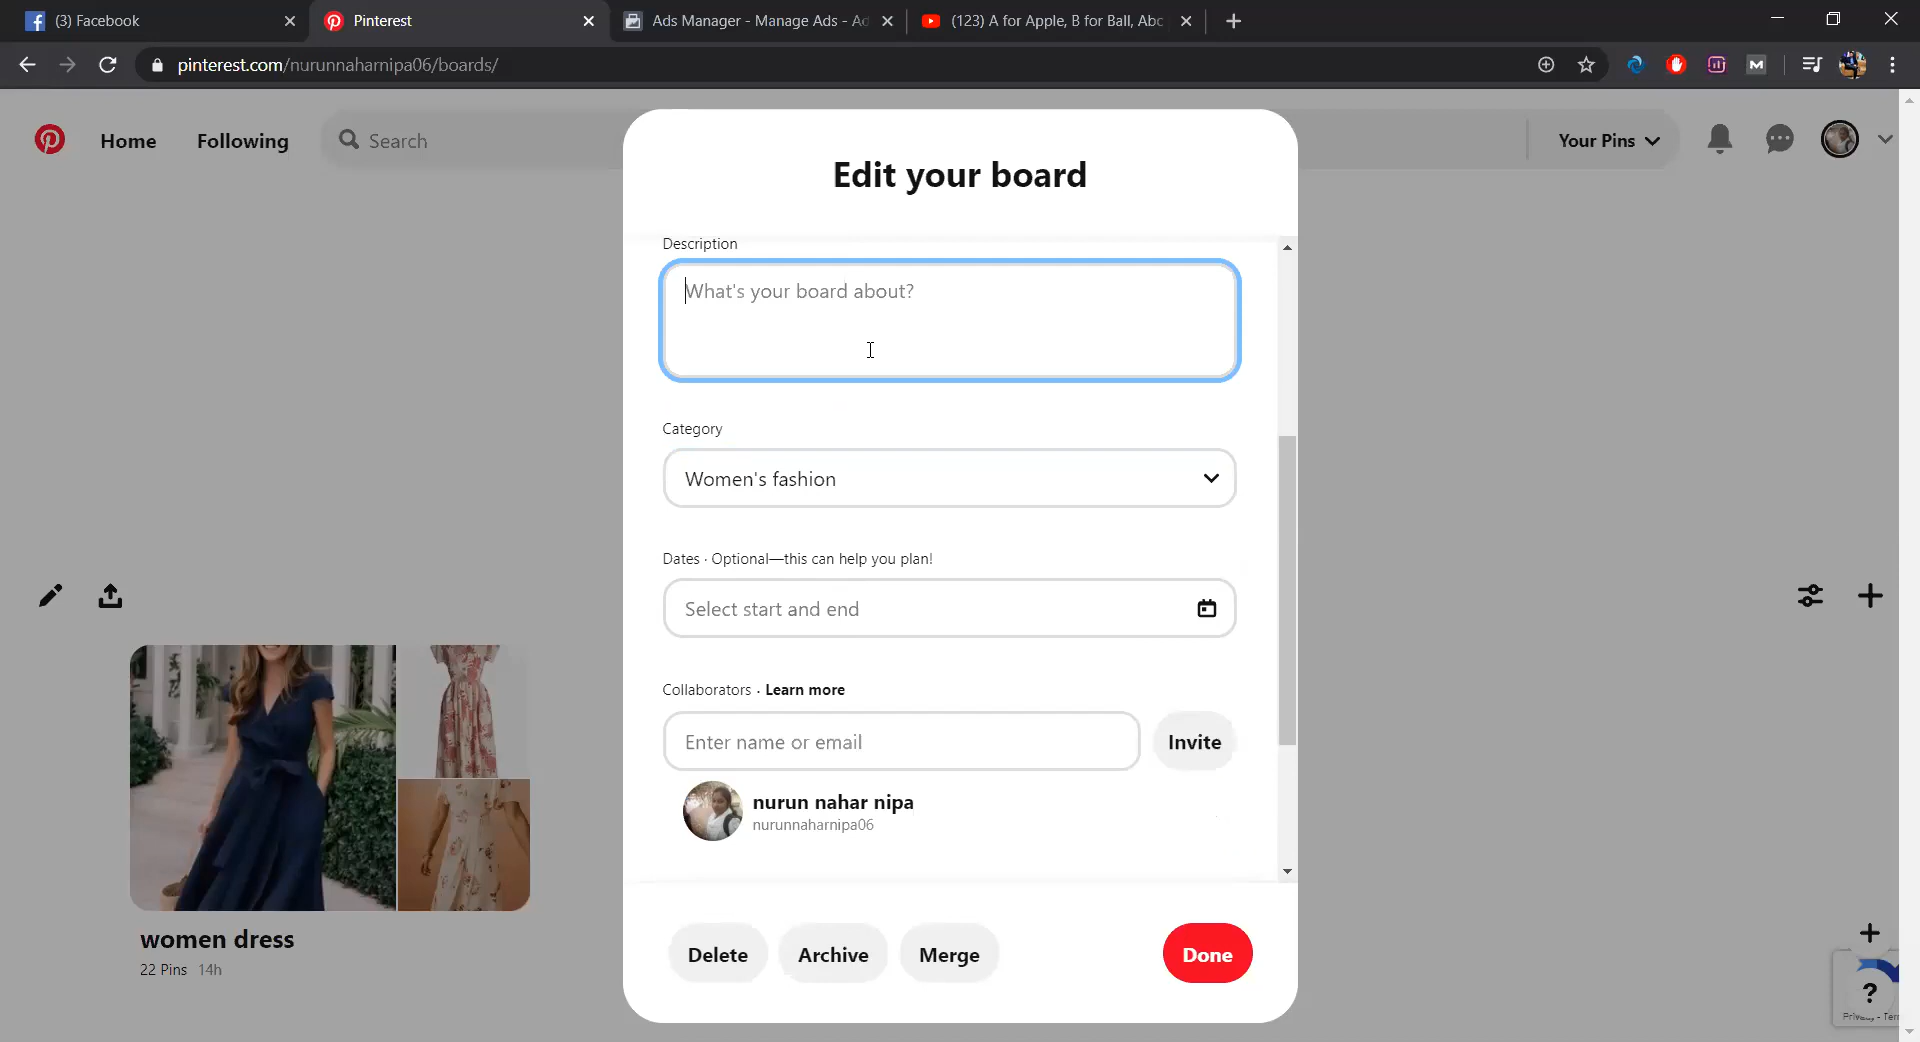 (3) Facebook
Pinterest
Ads Manager - Manage Ads - Ad
(123) A for Apple, B for Ball, Abc
pinterest.com/nurunnaharnipa06/boards/
Home
Following
Search
Your Pins
Edit your board
Description
What's your board about?
Category
Women's fashion
Dates · Optional—this can help you plan!
Select start and end
Collaborators · Learn more
Enter name or email
Invite
nurun nahar nipa
nurunnaharnipa06
women dress
22 Pins 14h
Delete
Archive
Merge
Done
?